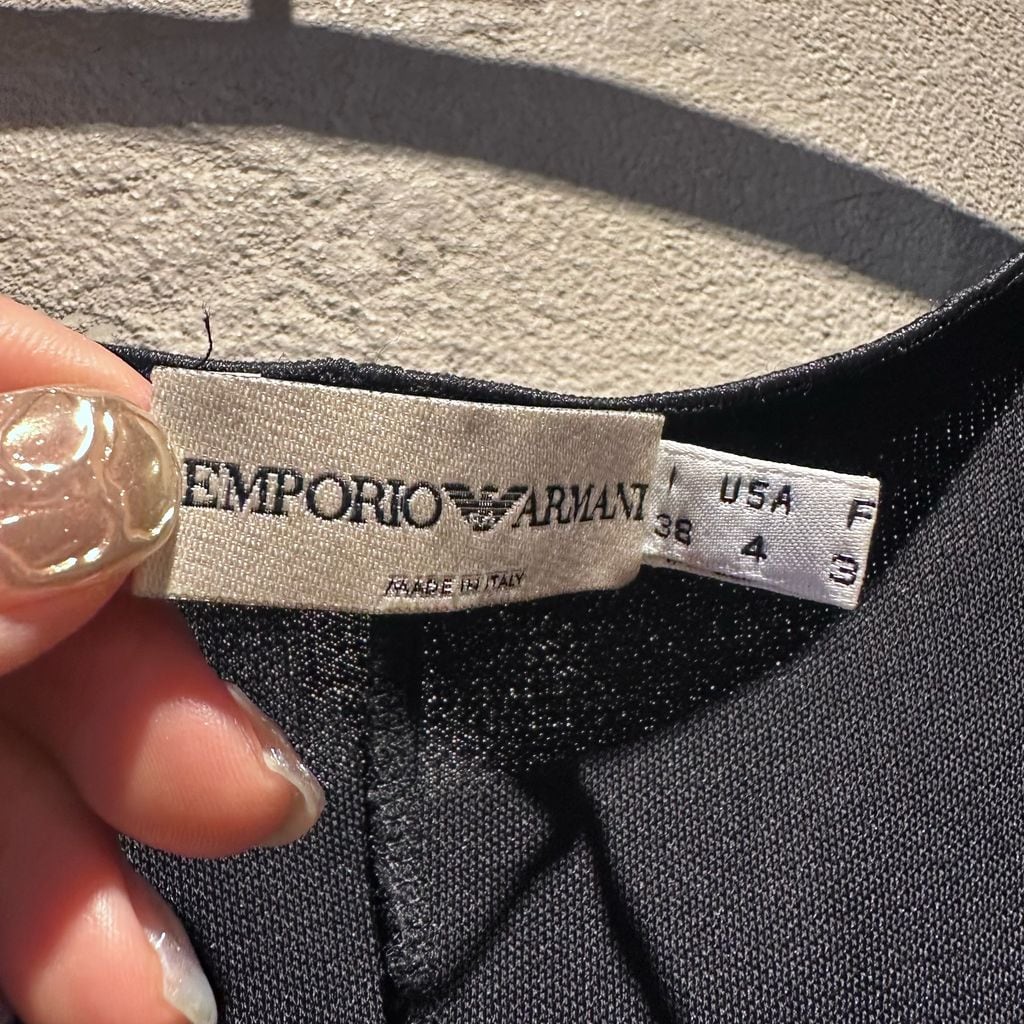 EMPORIO ARMANI
MADE IN ITALY
I USA F
38 4 3